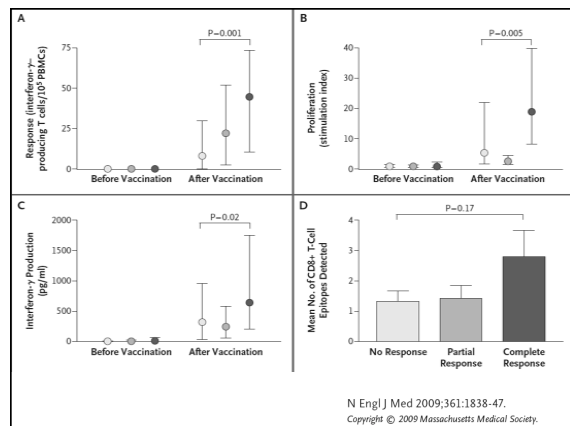 A
P=0.001
Response (interferon-γ–
producing T cells/10⁵ PBMCs)
75
50
25
0
Before Vaccination
After Vaccination
B
P=0.005
Proliferation
(stimulation index)
40
30
20
10
0
Before Vaccination
After Vaccination
C
P=0.02
Interferon-γ Production
(pg/ml)
2000
1500
1000
500
0
Before Vaccination
After Vaccination
D
P=0.17
Mean No. of CD8+ T-Cell
Epitopes Detected
4
3
2
1
0
No Response
Partial
Response
Complete
Response
N Engl J Med 2009;361:1838-47.
Copyright © 2009 Massachusetts Medical Society.